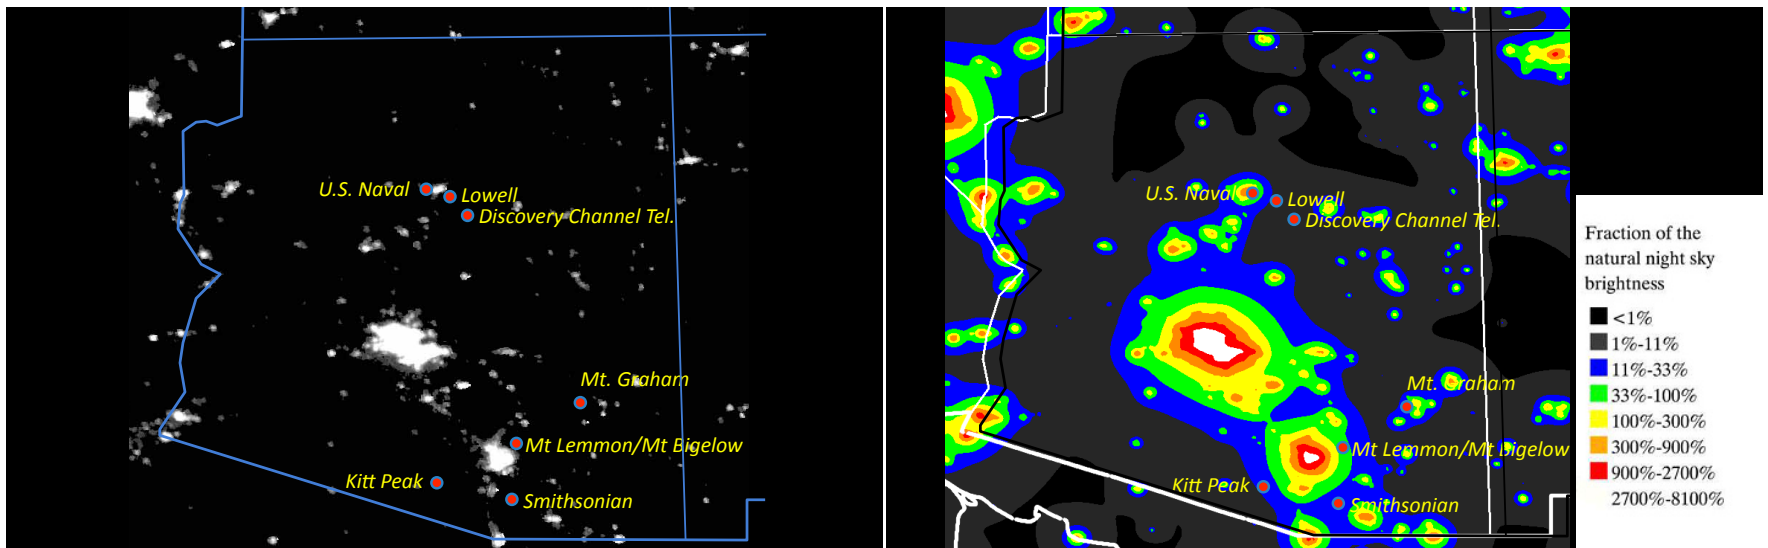 U.S. Naval
Lowell
Discovery Channel Tel.
Mt. Graham
Mt Lemmon/Mt Bigelow
Kitt Peak
Smithsonian
U.S. Naval
Lowell
Discovery Channel Tel.
Mt. Graham
Mt Lemmon/Mt Bigelow
Kitt Peak
Smithsonian
Fraction of the
natural night sky
brightness
<1%
1%-11%
11%-33%
33%-100%
100%-300%
300%-900%
900%-2700%
2700%-8100%